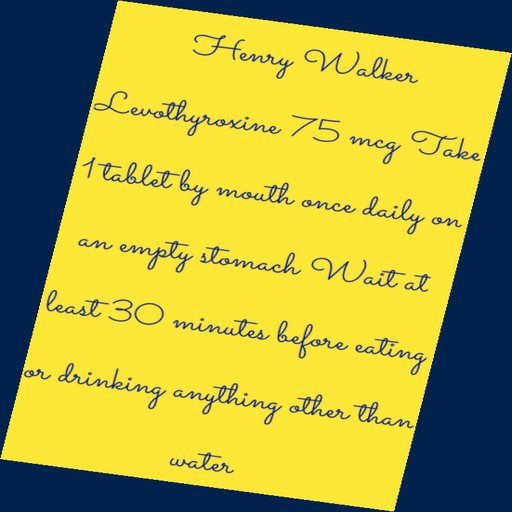 Henry Walker
Levothyroxine 75 mcg Take
1 tablet by mouth once daily on
an empty stomach Wait at
least 30 minutes before eating
or drinking anything other than
water